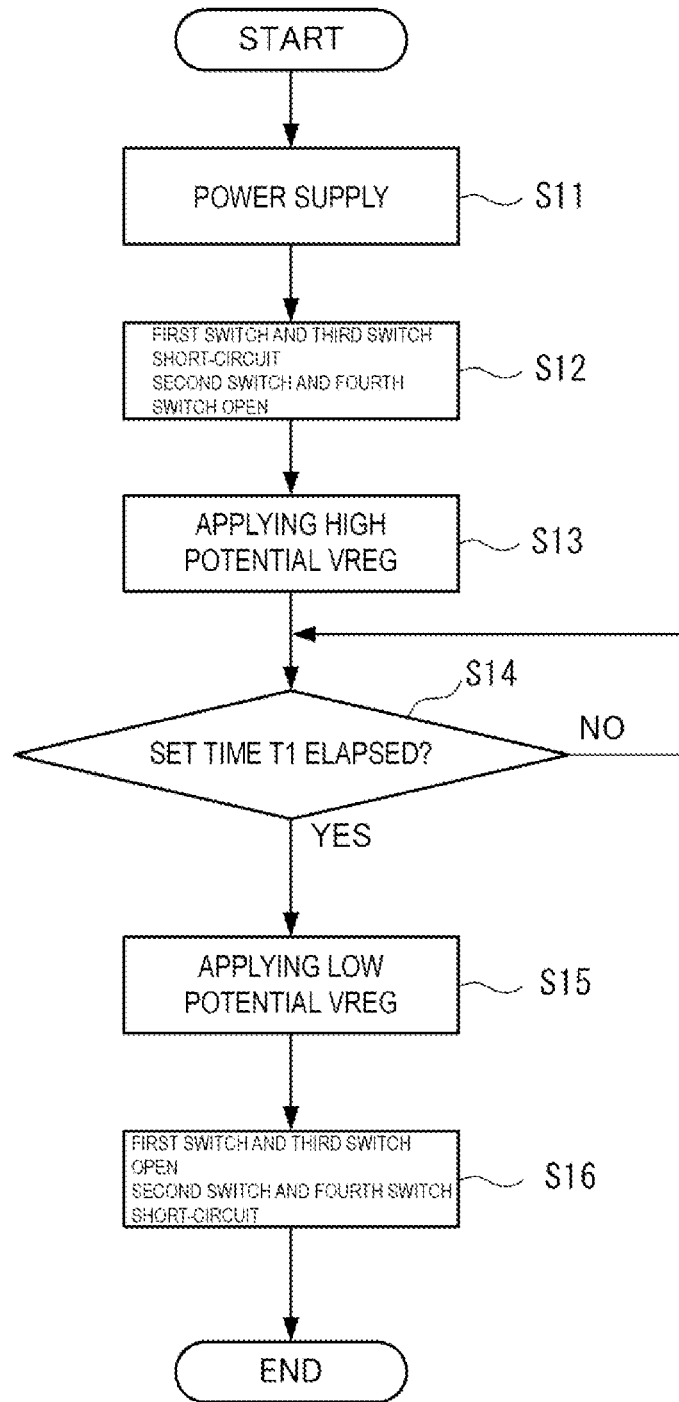 START
POWER SUPPLY
S11
FIRST SWITCH AND THIRD SWITCH
SHORT-CIRCUIT
SECOND SWITCH AND FOURTH
SWITCH OPEN
S12
APPLYING HIGH
POTENTIAL VREG
S13
S14
SET TIME T1 ELAPSED?
NO
YES
APPLYING LOW
POTENTIAL VREG
S15
FIRST SWITCH AND THIRD SWITCH
OPEN
SECOND SWITCH AND FOURTH SWITCH
SHORT-CIRCUIT
S16
END